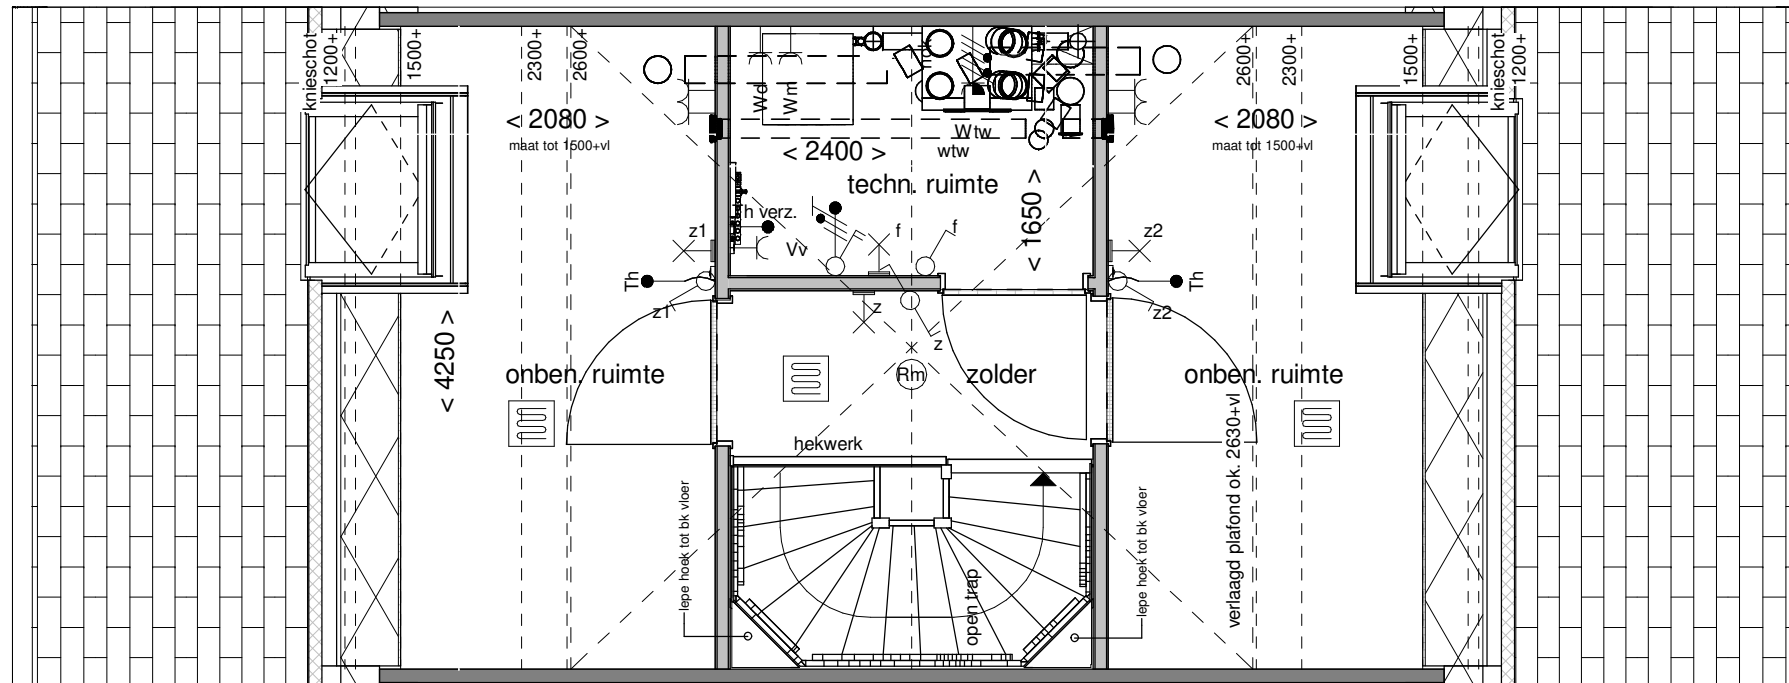 knieschot
1200+
1500+
2300+
2600+
< 2080 >
maat tot 1500+vl
Wd
Wm
< 2400 >
Wtw
wtw
techn. ruimte
< 1650 >
2600+
2300+
1500+
knieschot
1200+
< 2080 >
maat tot 1500+vl
Th verz.
Vv
f
f
z1
Th
z1
z
z
z2
Th
z2
< 4250 >
onben. ruimte
Rm
zolder
onben. ruimte
hekwerk
lepe hoek tot bk vloer
open trap
lepe hoek tot bk vloer
verlaagd plafond ok. 2630+vl